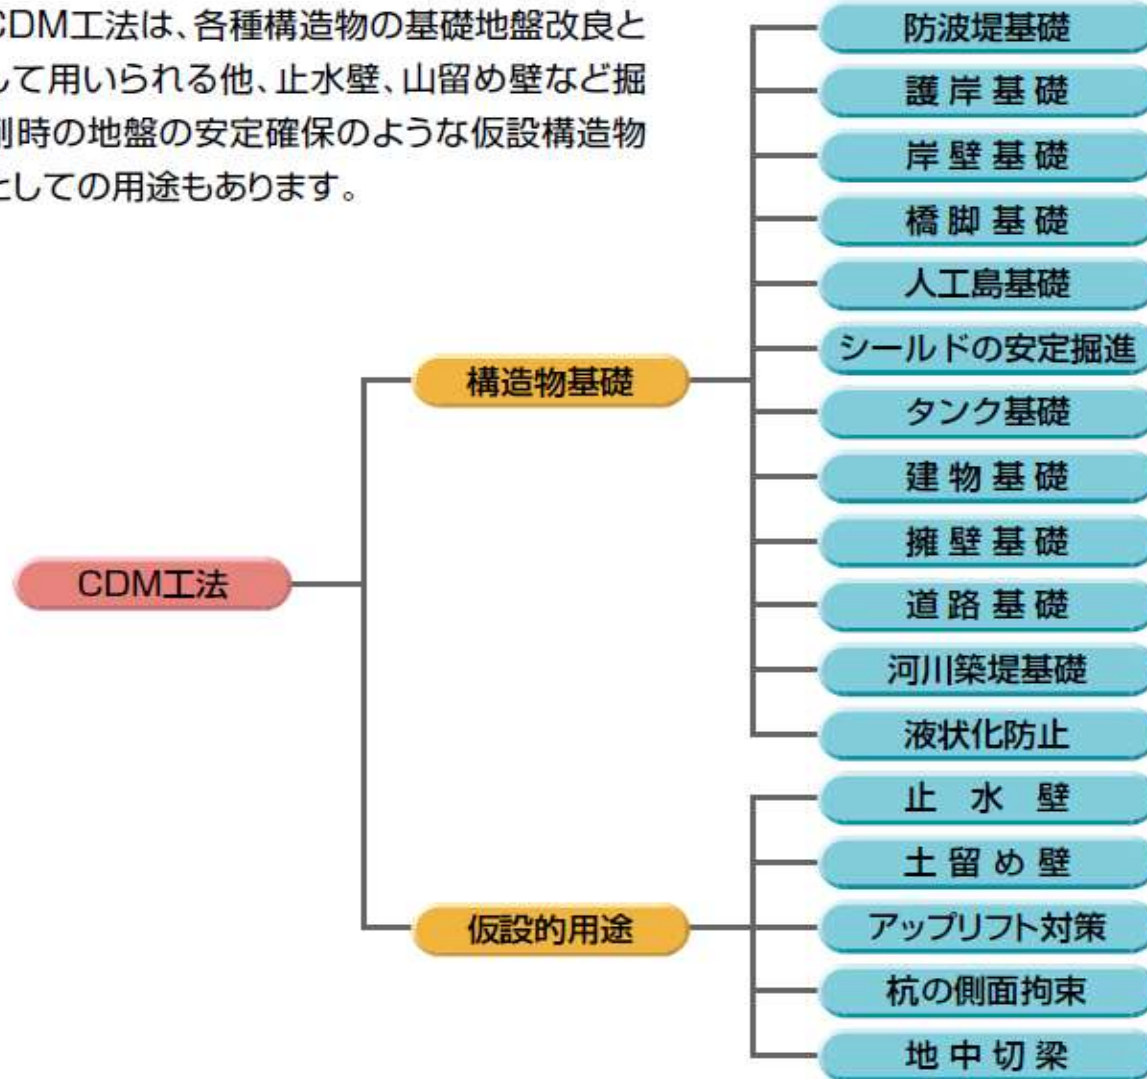 CDM工法は、各種構造物の基礎地盤改良と
して用いられる他、止水壁、山留め壁など掘
削時の地盤の安定確保のような仮設構造物
としての用途もあります。
防波堤基礎
護岸基礎
岸壁基礎
橋脚基礎
人工島基礎
シールドの安定掘進
構造物基礎
タンク基礎
建物基礎
擁壁基礎
CDM工法
道路基礎
河川築堤基礎
液状化防止
止水壁
土留め壁
仮設的用途
アップリフト対策
杭の側面拘束
地中切梁